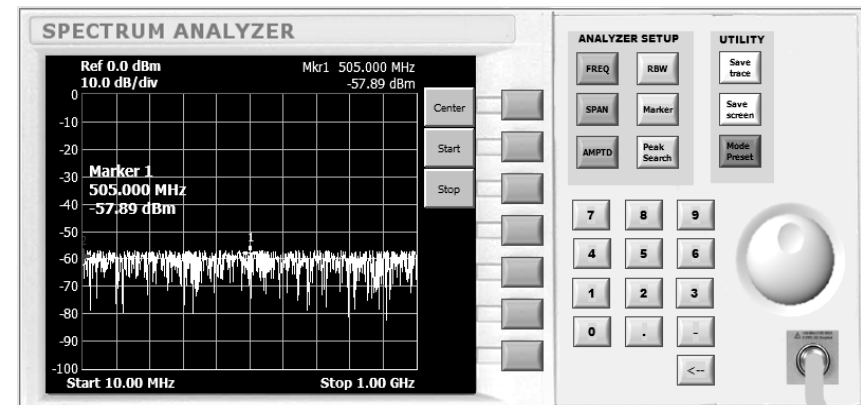 SPECTRUM ANALYZER
Ref 0.0 dBm
10.0 dB/div
Mkr1 505.000 MHz
-57.89 dBm
0
-10
-20
-30
-40
-50
-60
-70
-80
-90
-100
Marker 1
505.000 MHz
-57.89 dBm
1
Start 10.00 MHz
Stop 1.00 GHz
Center
Start
Stop
ANALYZER SETUP
FREQ
RBW
SPAN
Marker
AMPTD
Peak
Search
UTILITY
Save
trace
Save
screen
Mode
Preset
7 8 9
4 5 6
1 2 3
0 . -
<--